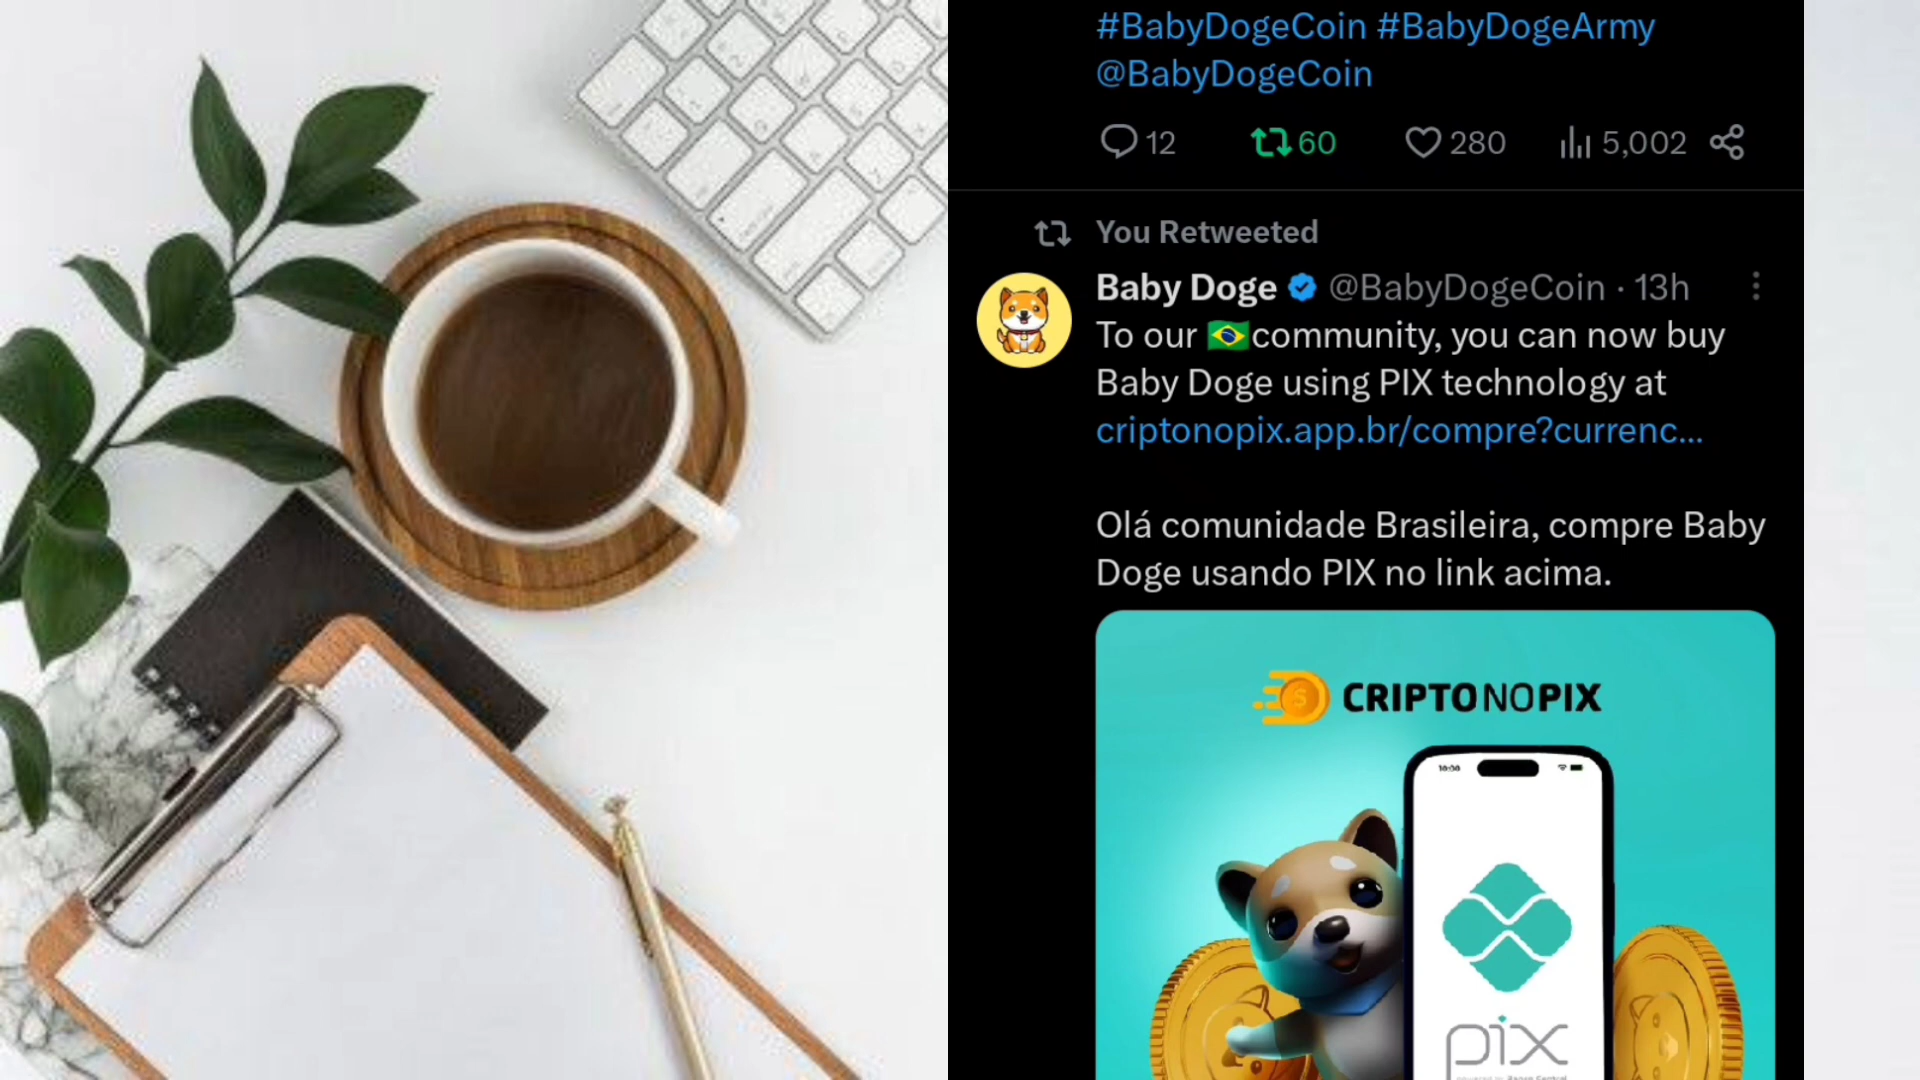 #BabyDogeCoin #BabyDogeArmy
@BabyDogeCoin
12 60 280 5,002
You Retweeted
Baby Doge @BabyDogeCoin · 13h
To our 🇧🇷community, you can now buy
Baby Doge using PIX technology at
criptonopix.app.br/compre?currenc...
Olá comunidade Brasileira, compre Baby
Doge usando PIX no link acima.
CRIPTONOPIX
pix